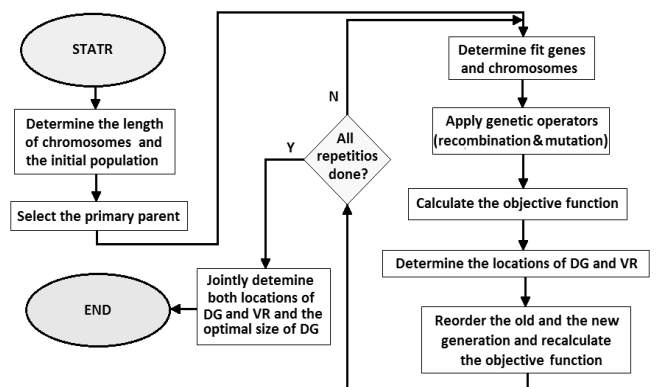 STATR
Determine the length
of chromosomes and
the initial population
Select the primary parent
Determine fit genes
and chromosomes
Apply genetic operators
(recombination & mutation)
Calculate the objective function
Determine the locations of DG and VR
Reorder the old and the new
generation and recalculate
the objective function
All
repetitios
done?
N
Y
Jointly detemine
both locations of
DG and VR and the
optimal size of DG
END